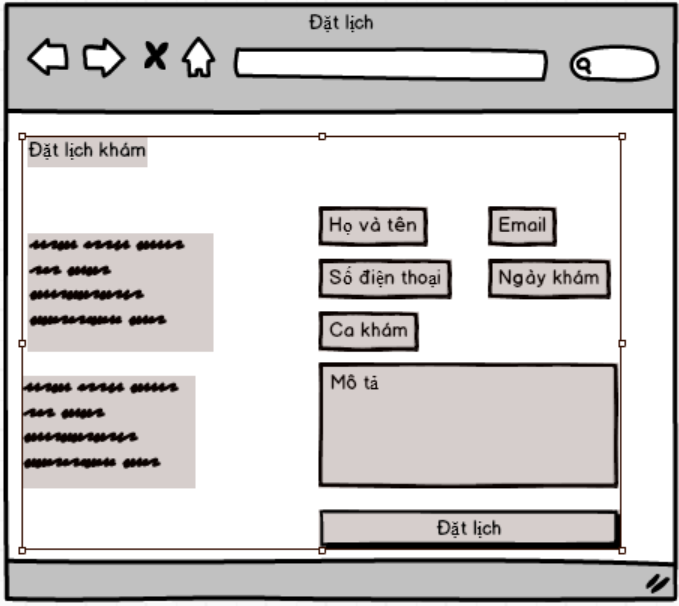 Đặt lịch
Đặt lịch khám
Họ và tên
Email
Số điện thoại
Ngày khám
Ca khám
Mô tả
Đặt lịch